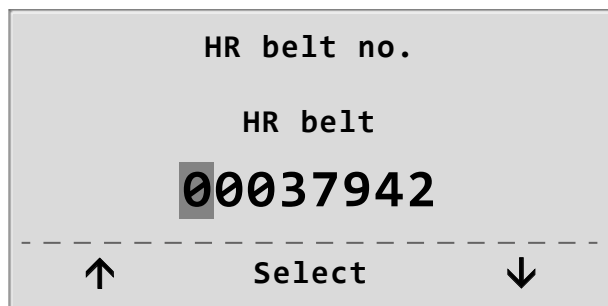 HR belt no.
HR belt
00037942
↑ Select ↓